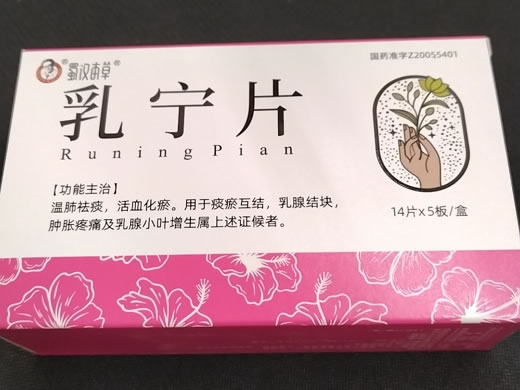 蜀汉本草®
国药准字Z20055401
乳宁片
Runing Pian
【功能主治】
温肺祛痰，活血化瘀。用于痰瘀互结，乳腺结块，
肿胀疼痛及乳腺小叶增生属上述证候者。
14片x5板/盒